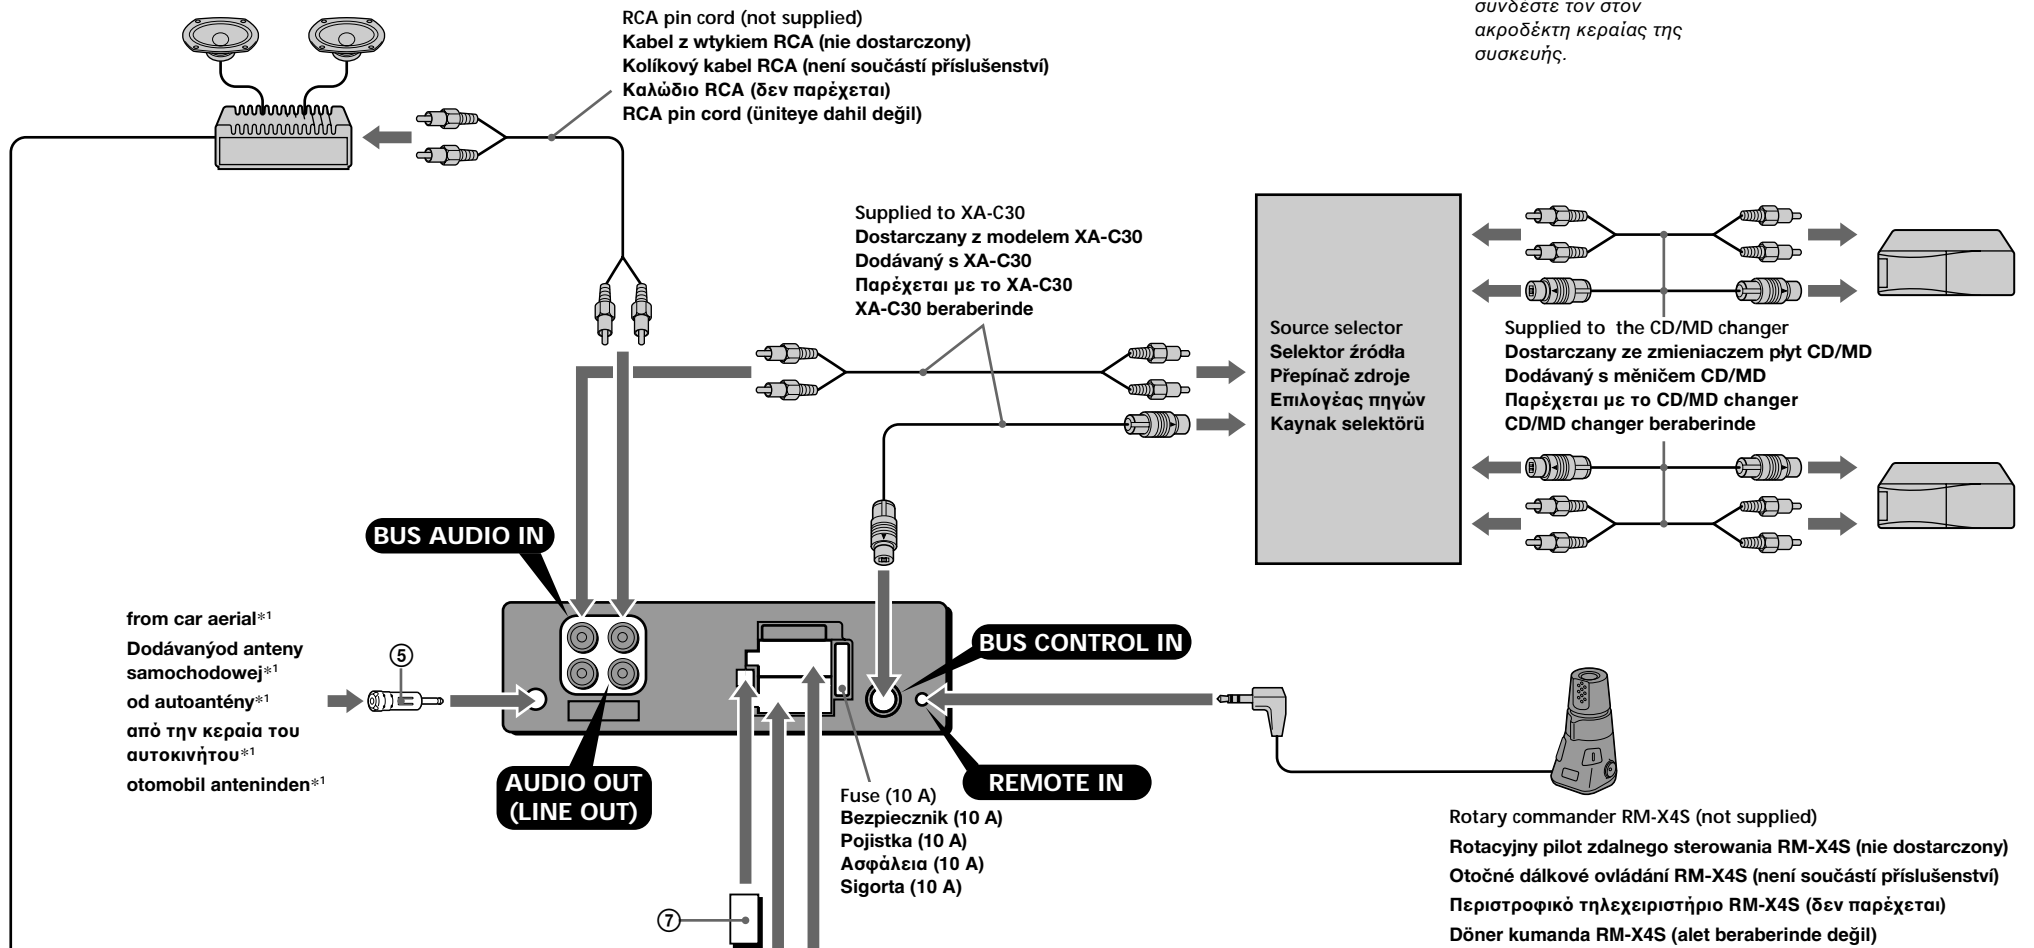 RCA pin cord (not supplied)
Kabel z wtykiem RCA (nie dostarczony)
Kolíkový kabel RCA (není součástí příslušenství)
Καλώδιο RCA (δεν παρέχεται)
RCA pin cord (üniteye dahil değil)
συνδέστε τον στον
ακροδέκτη κεραίας της
συσκευής.
Supplied to XA-C30
Dostarczany z modelem XA-C30
Dodávaný s XA-C30
Παρέχεται με το XA-C30
XA-C30 beraberinde
Source selector
Selektor źródła
Přepínač zdroje
Επιλογέας πηγών
Kaynak selektörü
Supplied to the CD/MD changer
Dostarczany ze zmieniaczem płyt CD/MD
Dodávaný s měničem CD/MD
Παρέχεται με το CD/MD changer
CD/MD changer beraberinde
BUS AUDIO IN
from car aerial*1
Dodávanýod anteny
samochodowej*1
od autoantény*1
από την κεραία του
αυτοκινήτου*1
otomobil anteninden*1
⑤
BUS CONTROL IN
AUDIO OUT
(LINE OUT)
REMOTE IN
Fuse (10 A)
Bezpiecznik (10 A)
Pojistka (10 A)
Ασφάλεια (10 A)
Sigorta (10 A)
⑦
Rotary commander RM-X4S (not supplied)
Rotacyjny pilot zdalnego sterowania RM-X4S (nie dostarczony)
Otočné dálkové ovládání RM-X4S (není součástí příslušenství)
Περιστροφικό τηλεχειριστήριο RM-X4S (δεν παρέχεται)
Döner kumanda RM-X4S (alet beraberinde değil)